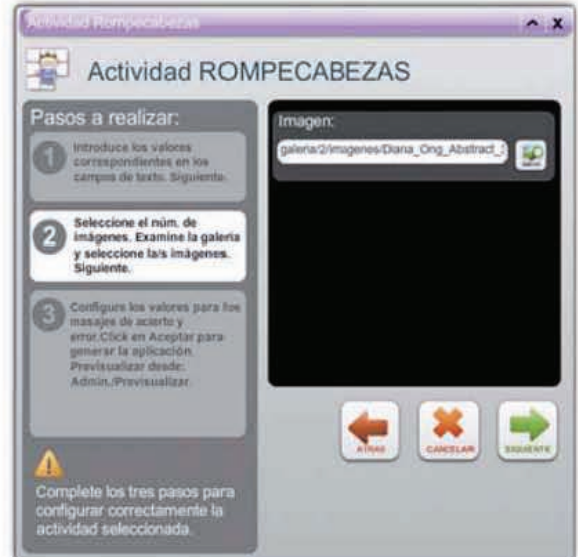 Actividad Rompecabezas
X
Actividad ROMPECABEZAS
Pasos a realizar:
1
Introduce los valores
correspondientes en los
campos de texto. Siguiente.
2
Seleccione el núm. de
imágenes. Examine la galería
y seleccione la/s imágenes.
Siguiente.
3
Configure los valores para los
masajes de acierto y
error.Click en Aceptar para
generar la aplicación.
Previsualizar desde:
Admin./Previsualizar.
Complete los tres pasos para
configurar correctamente la
actividad seleccionada.
Imagen:
galeria/2/imagenes/Diana_Ong_Abstract_
ATRAS
CANCELAR
SIGUIENTE